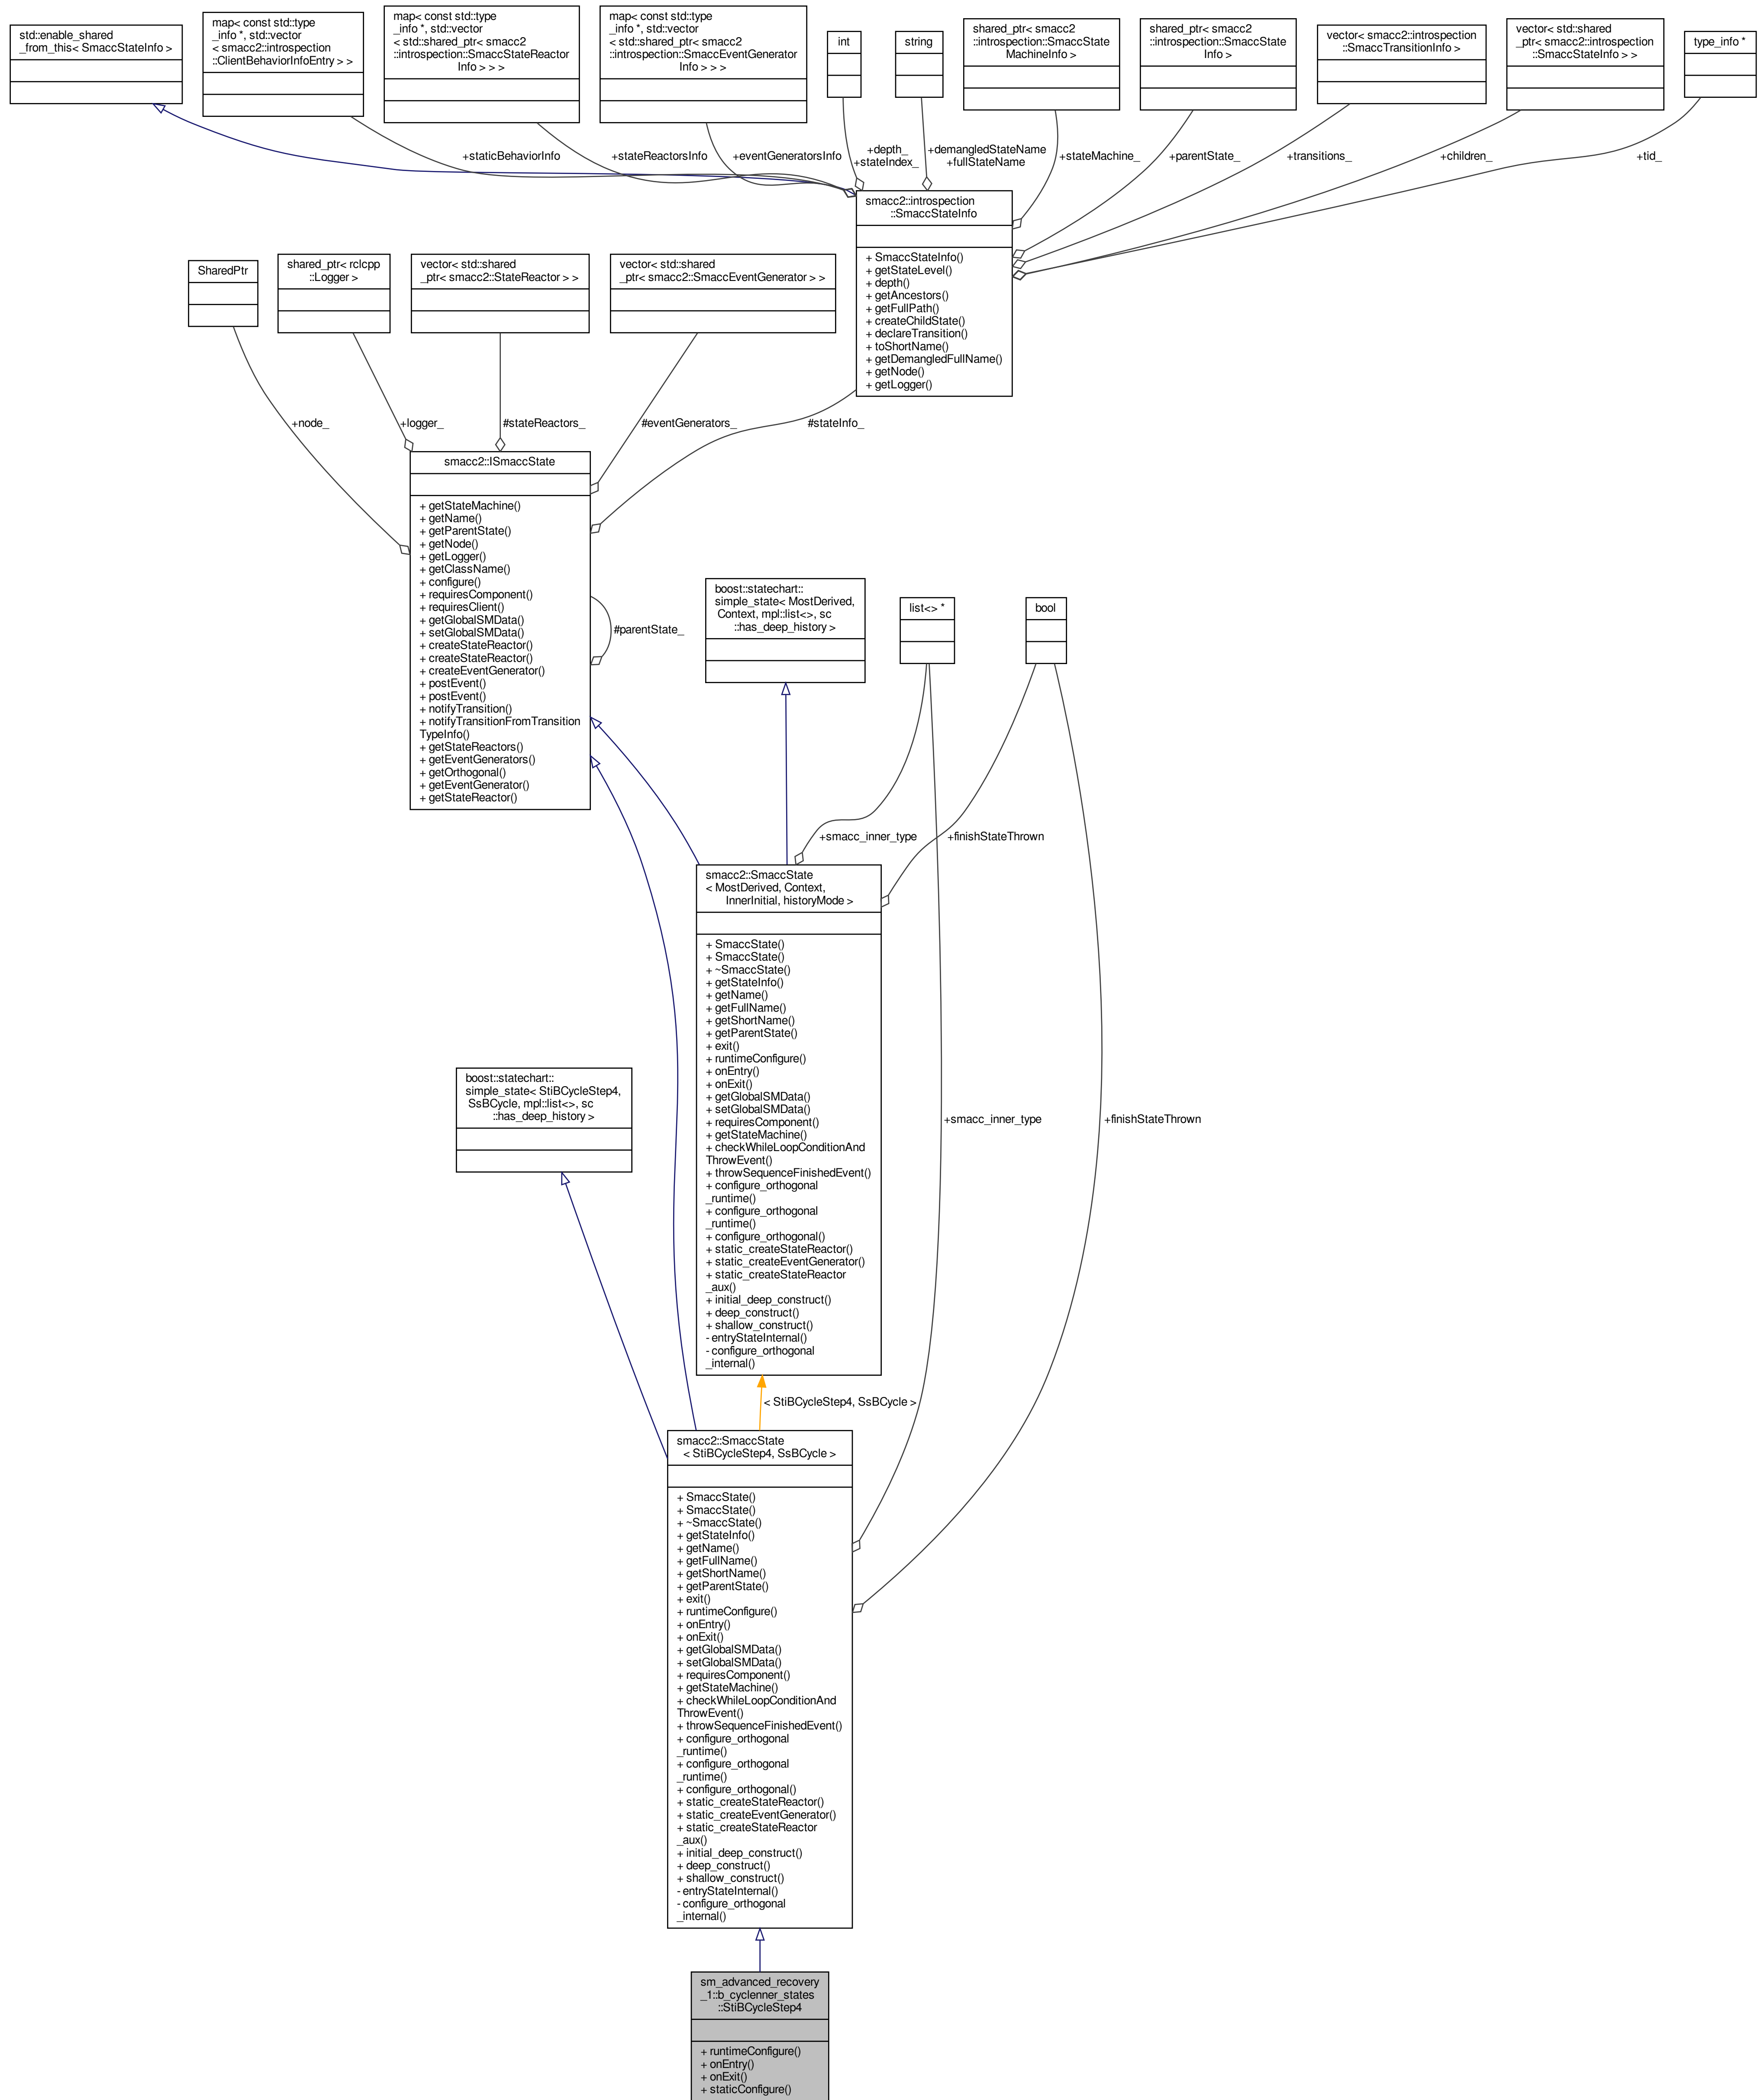 std::enable_shared
_from_this< SmaccStateInfo >
map< const std::type
_info *, std::vector
< smacc2::introspection
::ClientBehaviorInfoEntry > >
map< const std::type
_info *, std::vector
< std::shared_ptr< smacc2
::introspection::SmaccStateReactor
Info > > >
map< const std::type
_info *, std::vector
< std::shared_ptr< smacc2
::introspection::SmaccEventGenerator
Info > > >
int
string
shared_ptr< smacc2
::introspection::SmaccState
MachineInfo >
shared_ptr< smacc2
::introspection::SmaccState
Info >
vector< smacc2::introspection
::SmaccTransitionInfo >
vector< std::shared
_ptr< smacc2::introspection
::SmaccStateInfo > >
type_info *
+staticBehaviorInfo
+stateReactorsInfo
+eventGeneratorsInfo
+depth_
+stateIndex_
+demangledStateName
+fullStateName
+stateMachine_
+parentState_
+transitions_
+children_
+tid_
smacc2::introspection
::SmaccStateInfo
+ SmaccStateInfo()
+ getStateLevel()
+ depth()
+ getAncestors()
+ getFullPath()
+ createChildState()
+ declareTransition()
+ toShortName()
+ getDemangledFullName()
+ getNode()
+ getLogger()
SharedPtr
shared_ptr< rclcpp
::Logger >
vector< std::shared
_ptr< smacc2::StateReactor > >
vector< std::shared
_ptr< smacc2::SmaccEventGenerator > >
+node_
+logger_
#stateReactors_
#eventGenerators_
#stateInfo_
smacc2::ISmaccState
+ getStateMachine()
+ getName()
+ getParentState()
+ getNode()
+ getLogger()
+ getClassName()
+ configure()
+ requiresComponent()
+ requiresClient()
+ getGlobalSMData()
+ setGlobalSMData()
+ createStateReactor()
+ createStateReactor()
+ createEventGenerator()
+ postEvent()
+ postEvent()
+ notifyTransition()
+ notifyTransitionFromTransition
TypeInfo()
+ getStateReactors()
+ getEventGenerators()
+ getOrthogonal()
+ getEventGenerator()
+ getStateReactor()
#parentState_
boost::statechart::
simple_state< MostDerived,
Context, mpl::list<>, sc
::has_deep_history >
list<> *
bool
+smacc_inner_type
+finishStateThrown
smacc2::SmaccState
< MostDerived, Context,
InnerInitial, historyMode >
+ SmaccState()
+ SmaccState()
+ ~SmaccState()
+ getStateInfo()
+ getName()
+ getFullName()
+ getShortName()
+ getParentState()
+ exit()
+ runtimeConfigure()
+ onEntry()
+ onExit()
+ getGlobalSMData()
+ setGlobalSMData()
+ requiresComponent()
+ getStateMachine()
+ checkWhileLoopConditionAnd
ThrowEvent()
+ throwSequenceFinishedEvent()
+ configure_orthogonal
_runtime()
+ configure_orthogonal
_runtime()
+ configure_orthogonal()
+ static_createStateReactor()
+ static_createEventGenerator()
+ static_createStateReactor
_aux()
+ initial_deep_construct()
+ deep_construct()
+ shallow_construct()
- entryStateInternal()
- configure_orthogonal
_internal()
boost::statechart::
simple_state< StiBCycleStep4,
SsBCycle, mpl::list<>, sc
::has_deep_history >
+smacc_inner_type
+finishStateThrown
< StiBCycleStep4, SsBCycle >
smacc2::SmaccState
< StiBCycleStep4, SsBCycle >
+ SmaccState()
+ SmaccState()
+ ~SmaccState()
+ getStateInfo()
+ getName()
+ getFullName()
+ getShortName()
+ getParentState()
+ exit()
+ runtimeConfigure()
+ onEntry()
+ onExit()
+ getGlobalSMData()
+ setGlobalSMData()
+ requiresComponent()
+ getStateMachine()
+ checkWhileLoopConditionAnd
ThrowEvent()
+ throwSequenceFinishedEvent()
+ configure_orthogonal
_runtime()
+ configure_orthogonal
_runtime()
+ configure_orthogonal()
+ static_createStateReactor()
+ static_createEventGenerator()
+ static_createStateReactor
_aux()
+ initial_deep_construct()
+ deep_construct()
+ shallow_construct()
- entryStateInternal()
- configure_orthogonal
_internal()
sm_advanced_recovery
_1::b_cyclenner_states
::StiBCycleStep4
+ runtimeConfigure()
+ onEntry()
+ onExit()
+ staticConfigure()